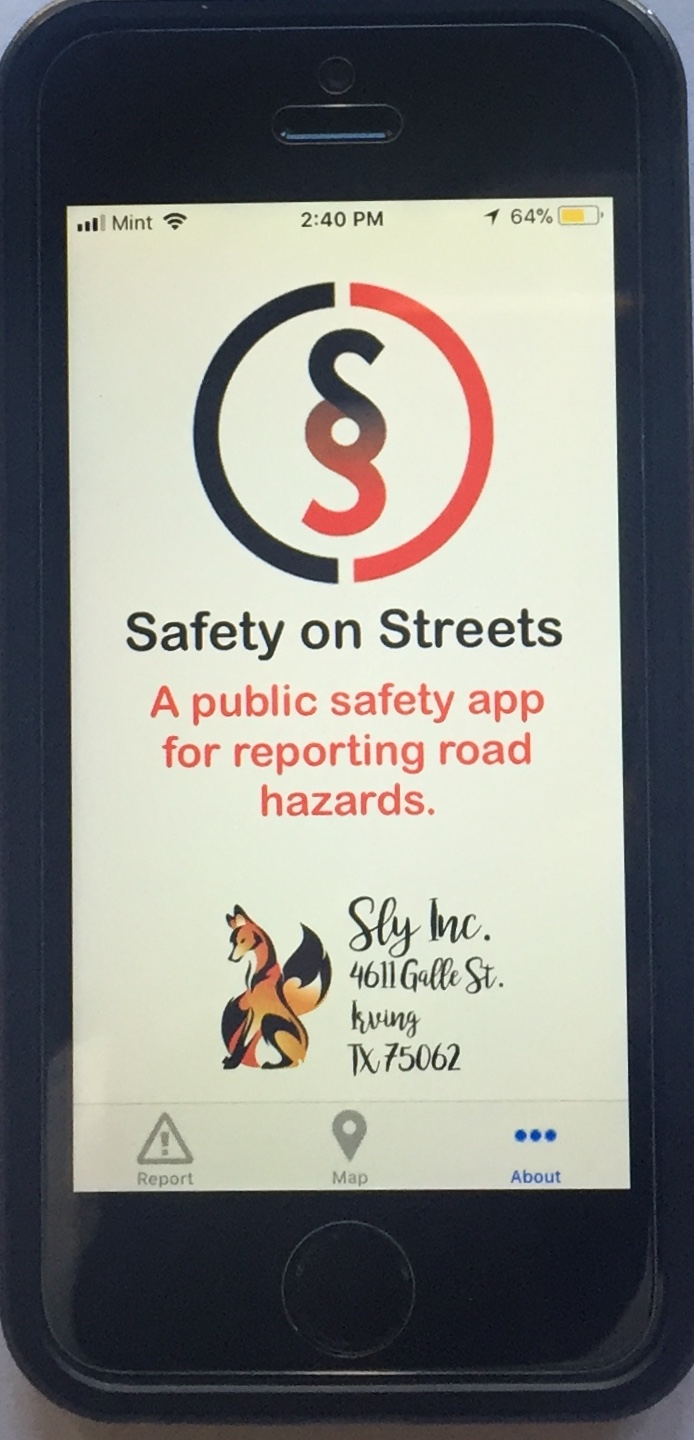 Mint 2:40 PM 64%
Safety on Streets
A public safety app
for reporting road
hazards.
Sly Inc.
4611 Galle St.
Irving
TX 75062
Report Map About